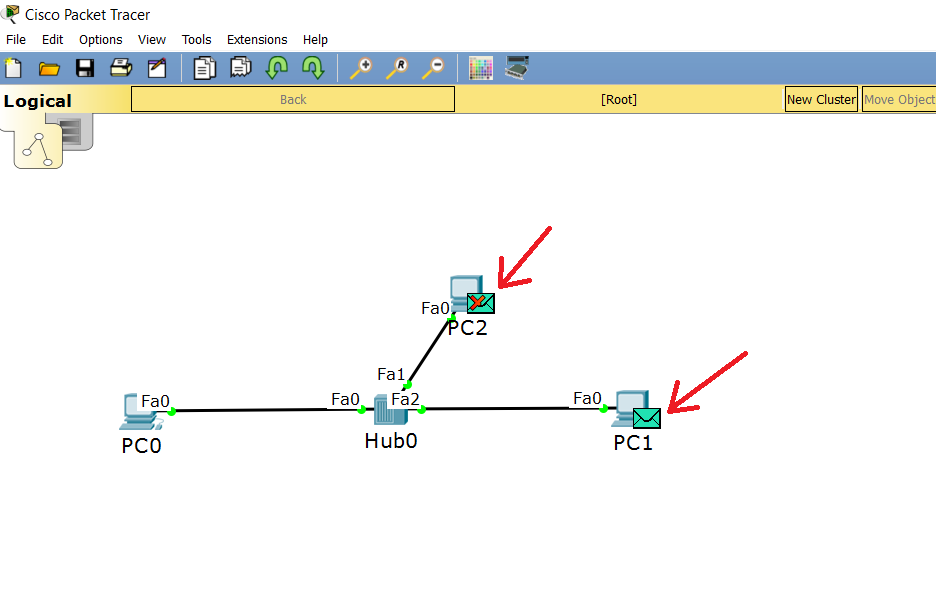 Cisco Packet Tracer
File Edit Options View Tools Extensions Help
R
Logical Back [Root] New Cluster Move Object
Fa0
PC2
Fa1
Fa0 Fa0 Fa2 Fa0
PC0 Hub0 PC1